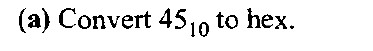 (a) Convert 45₁₀ to hex.